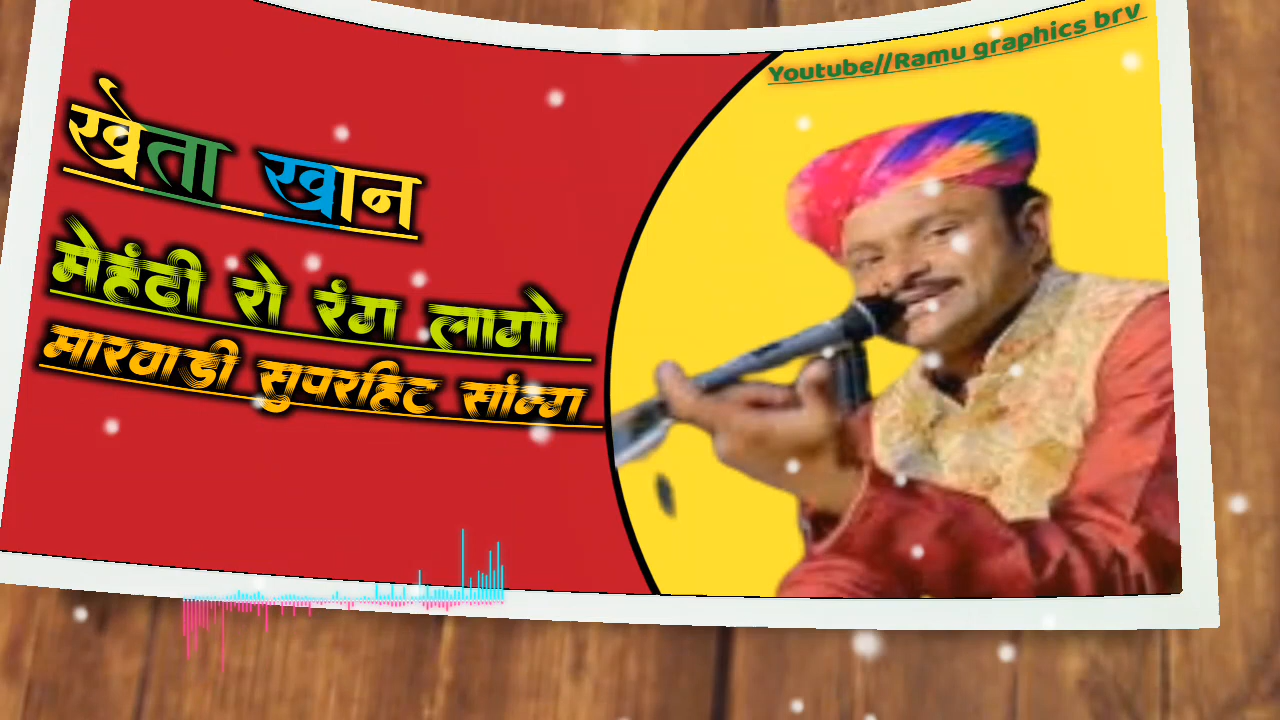 Youtube//Ramu graphics brv
खेता खान
मेहंदी रो रंग लागो
मारवाडी सुपरहिट सांन्ग